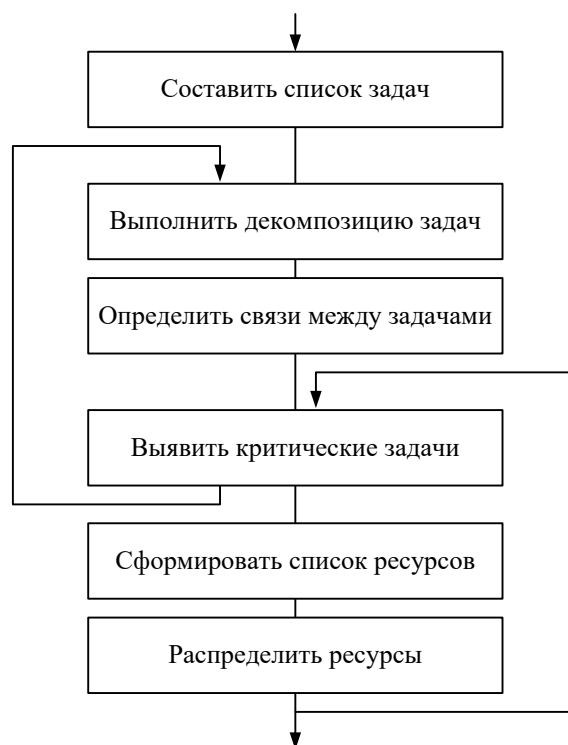 Составить список задач
Выполнить декомпозицию задач
Определить связи между задачами
Выявить критические задачи
Сформировать список ресурсов
Распределить ресурсы